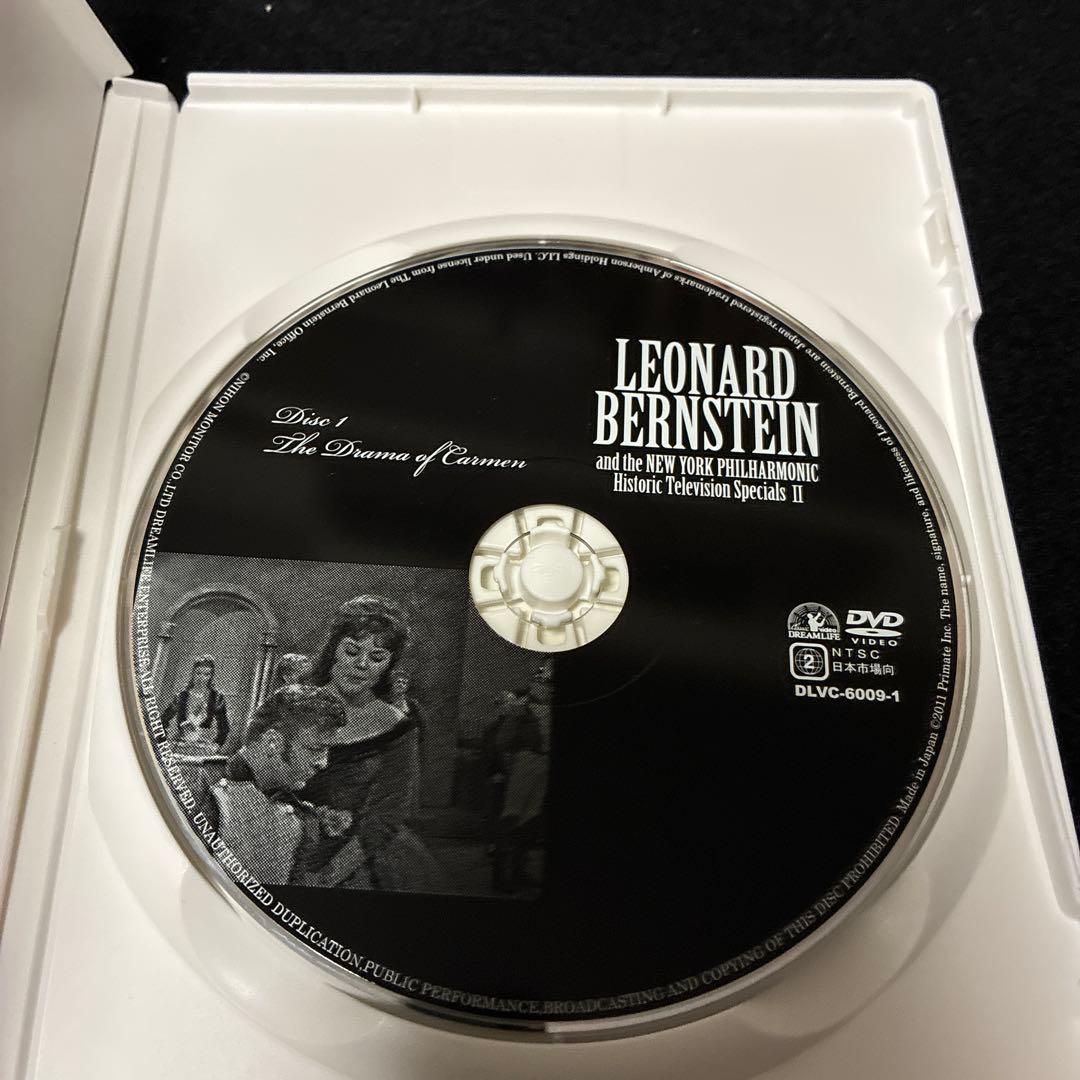 Disc 1
The Drama of Carmen
LEONARD
BERNSTEIN
and the NEW YORK PHILHARMONIC
Historic Television Specials II
classic video
DREAMLIFE
DVD
VIDEO
2
NTSC
日本市場向
DLVC-6009-1
©NIHON MONITOR CO.,LTD DREAMLIFE ENTERPRISE. ALL RIGHT RESERVED. UNAUTHORIZED DUPLICATION,PUBLIC PERFORMANCE,BROADCASTING AND COPYING OF THIS DISC PROHIBITED. Made in Japan ©2011 Primate Inc. The name, signature, and likeness of Leonard Bernstein are Japan registered trademarks of Amberson Holdings LLC. Used under license from The Leonard Bernstein Office, Inc.